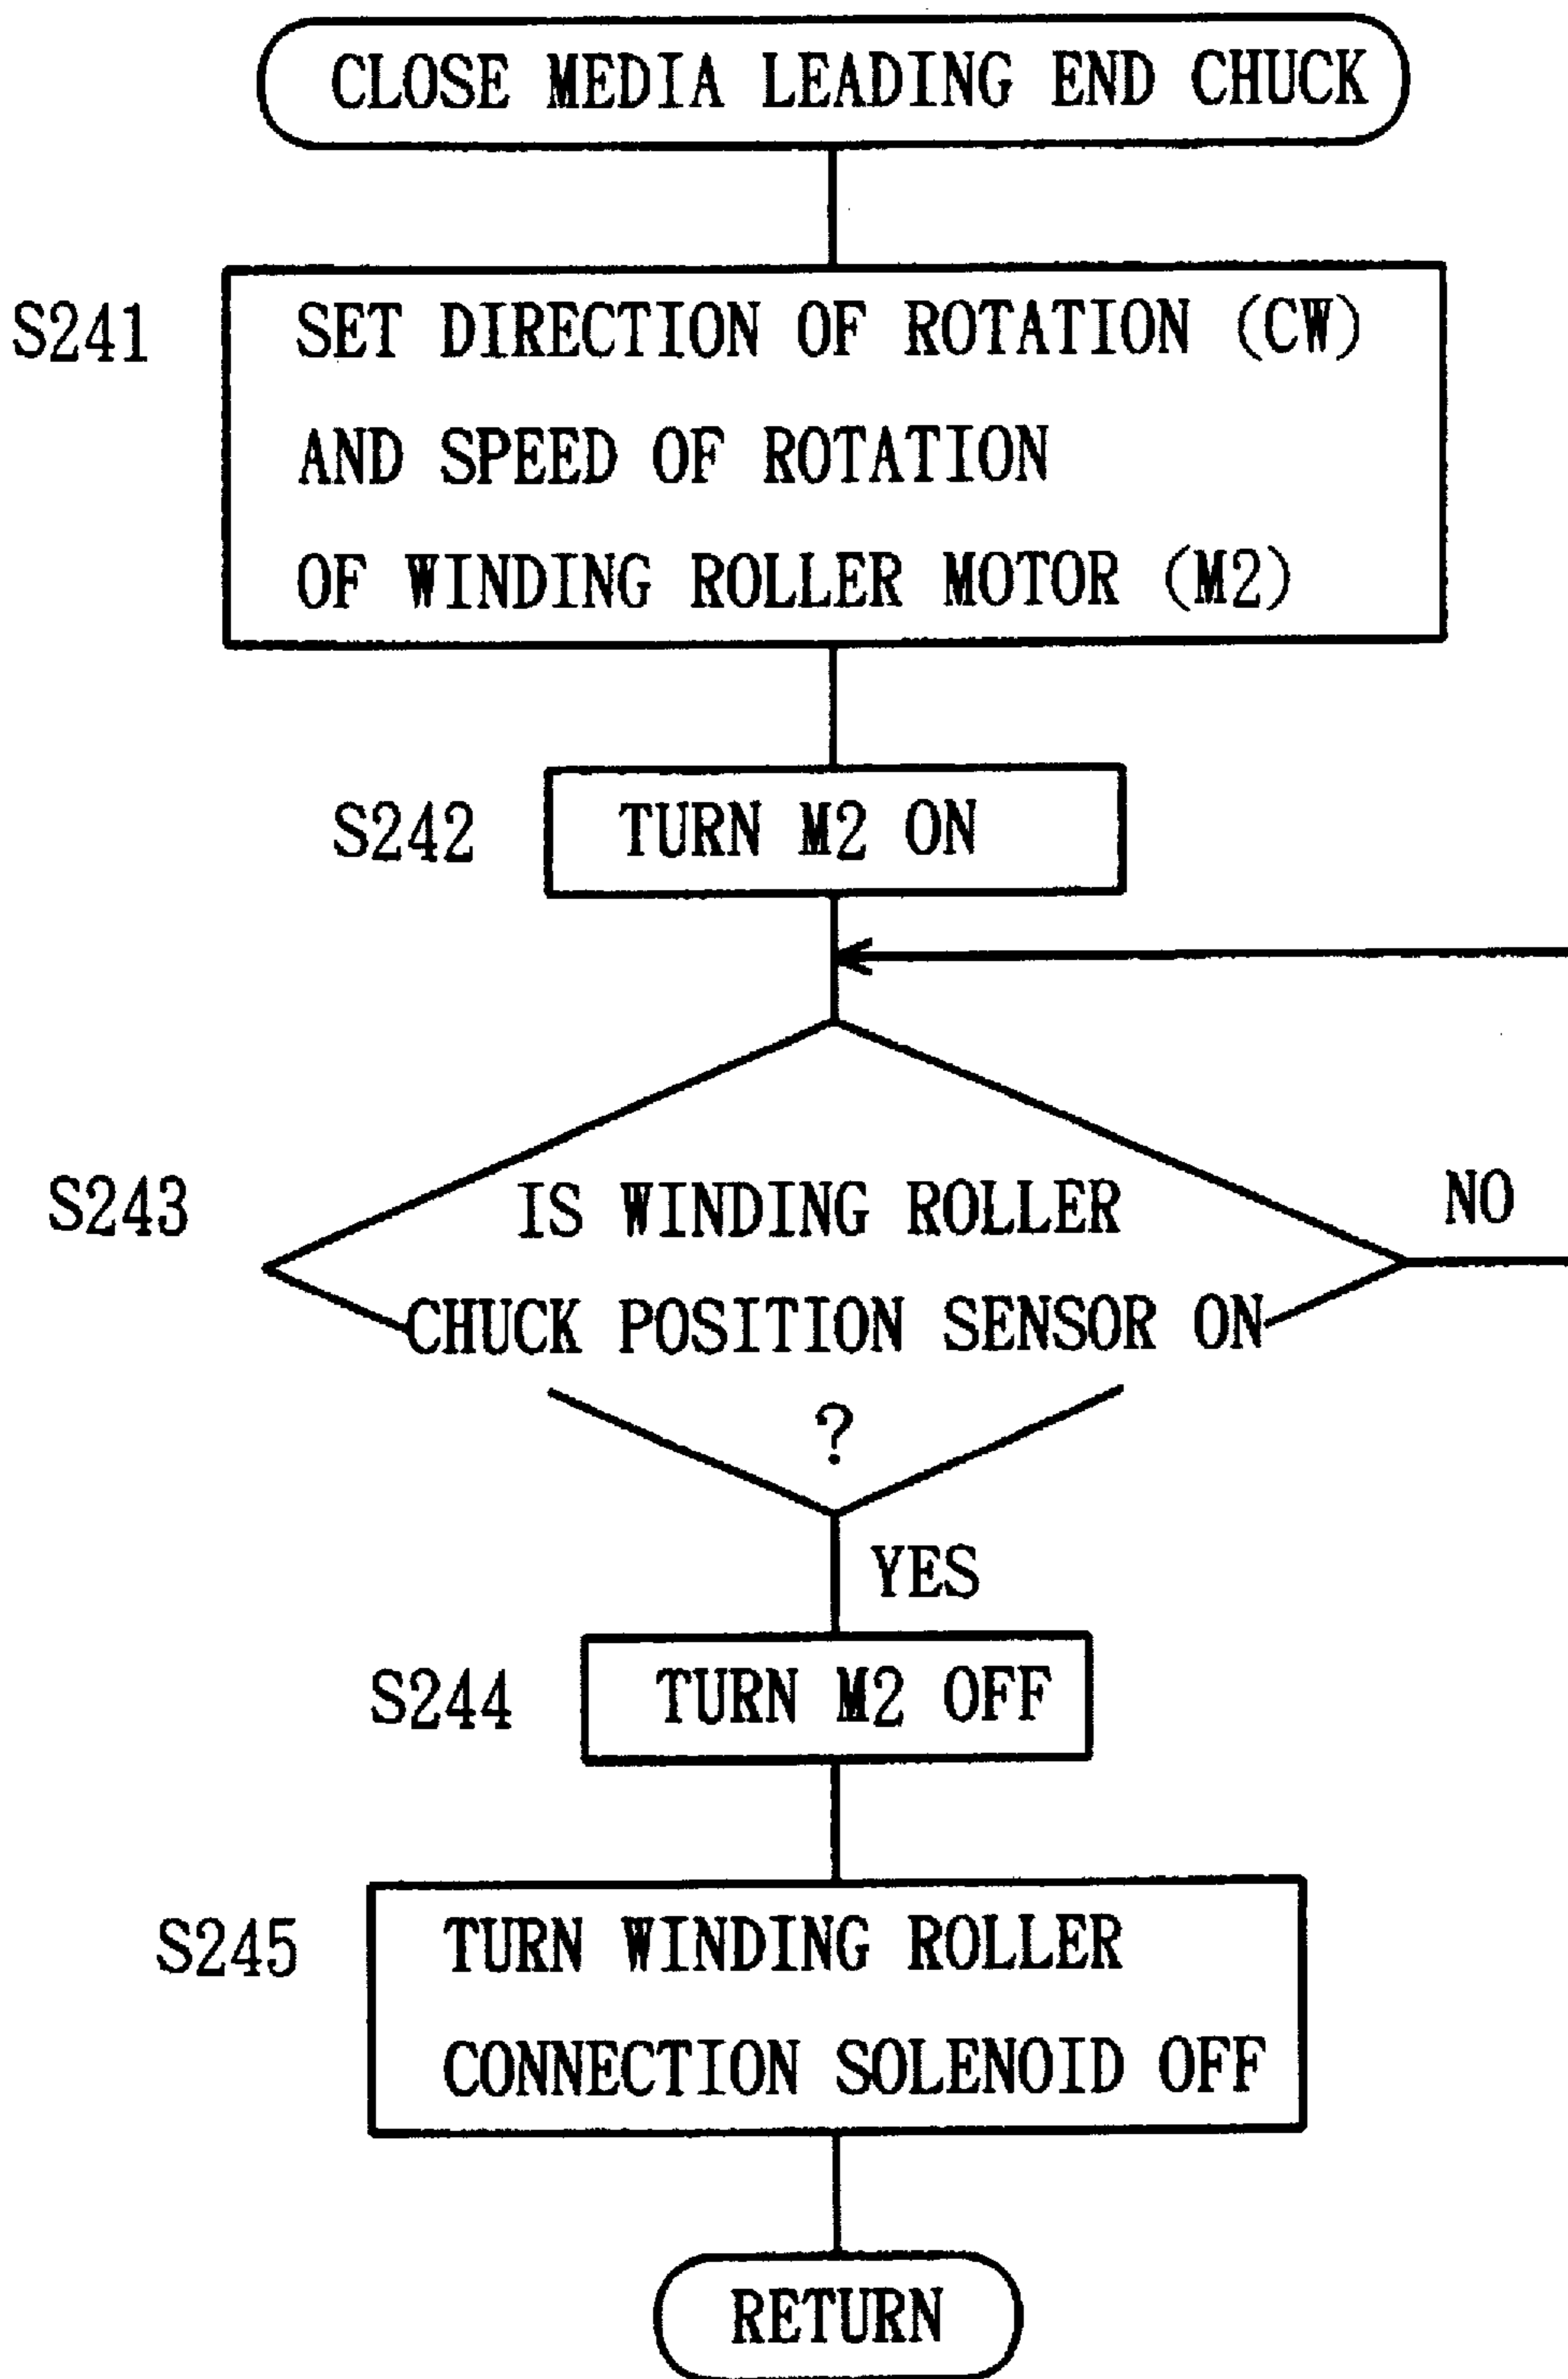 CLOSE MEDIA LEADING END CHUCK
S241
SET DIRECTION OF ROTATION (CW)
AND SPEED OF ROTATION
OF WINDING ROLLER MOTOR (M2)
S242
TURN M2 ON
S243
IS WINDING ROLLER
CHUCK POSITION SENSOR ON
?
NO
YES
S244
TURN M2 OFF
S245
TURN WINDING ROLLER
CONNECTION SOLENOID OFF
RETURN